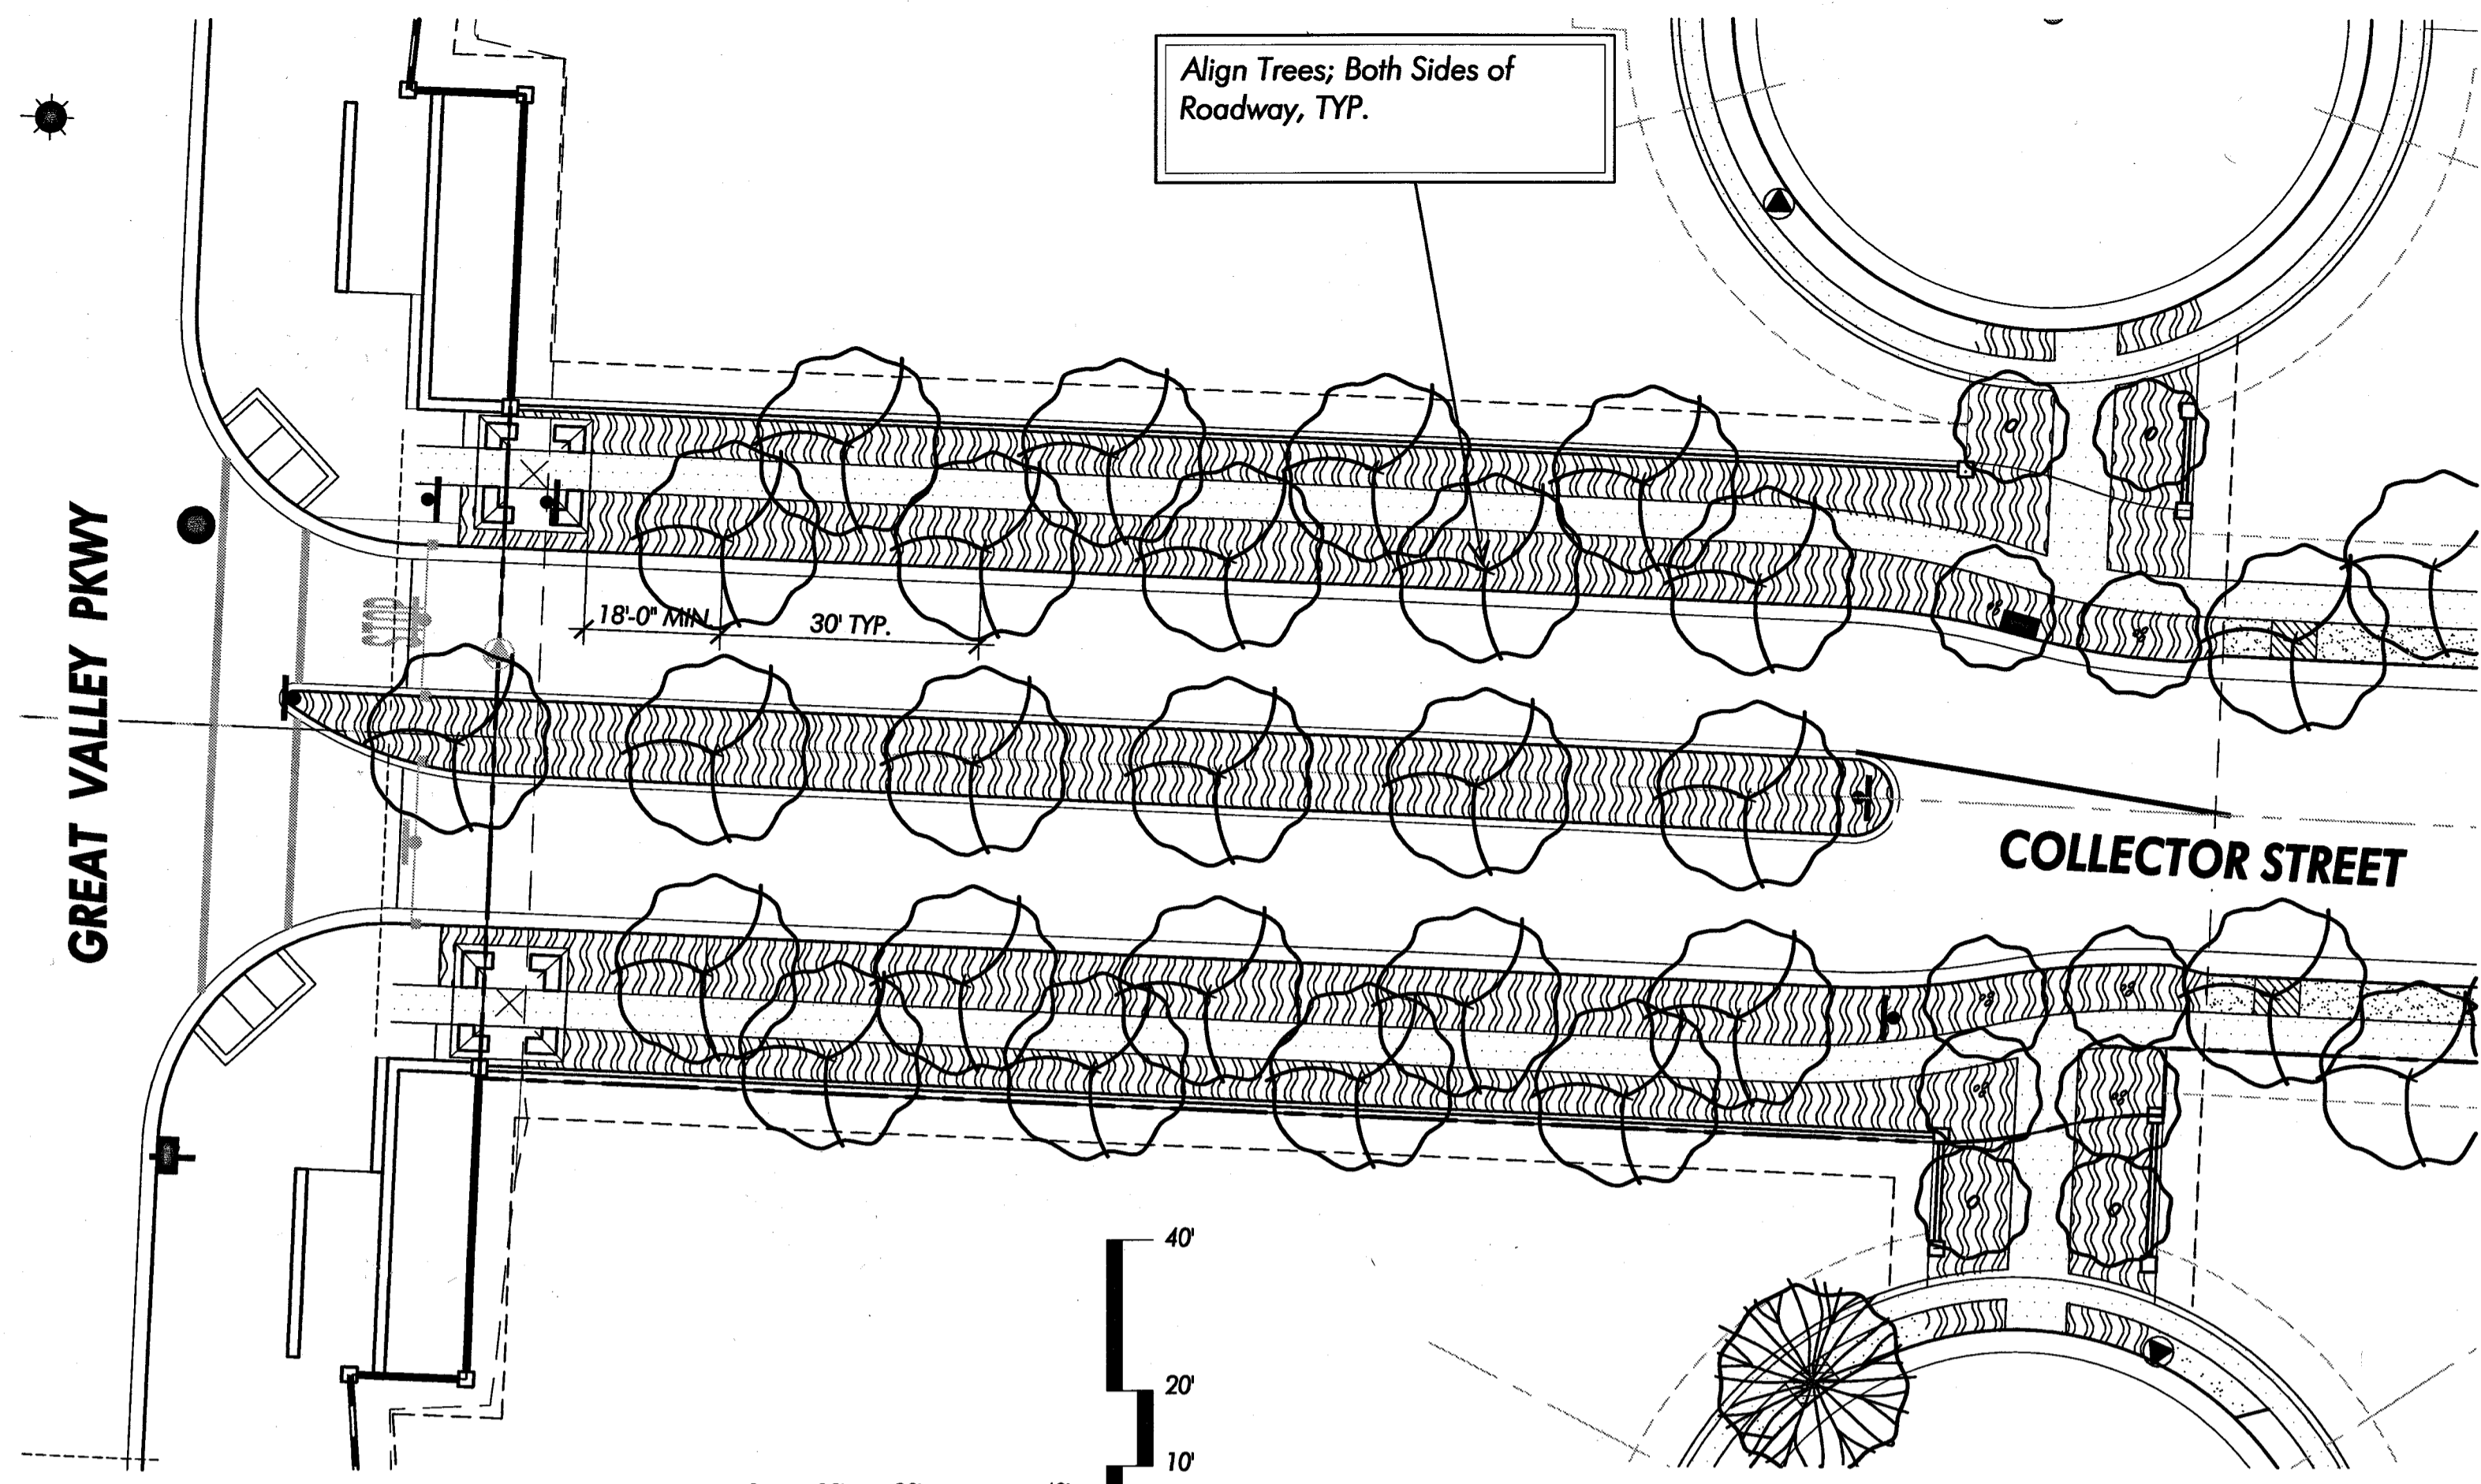 Align Trees; Both Sides of
Roadway, TYP.
GREAT VALLEY PKWY
STOP
18'-0" MIN.
30' TYP.
COLLECTOR STREET
40'
20'
10'